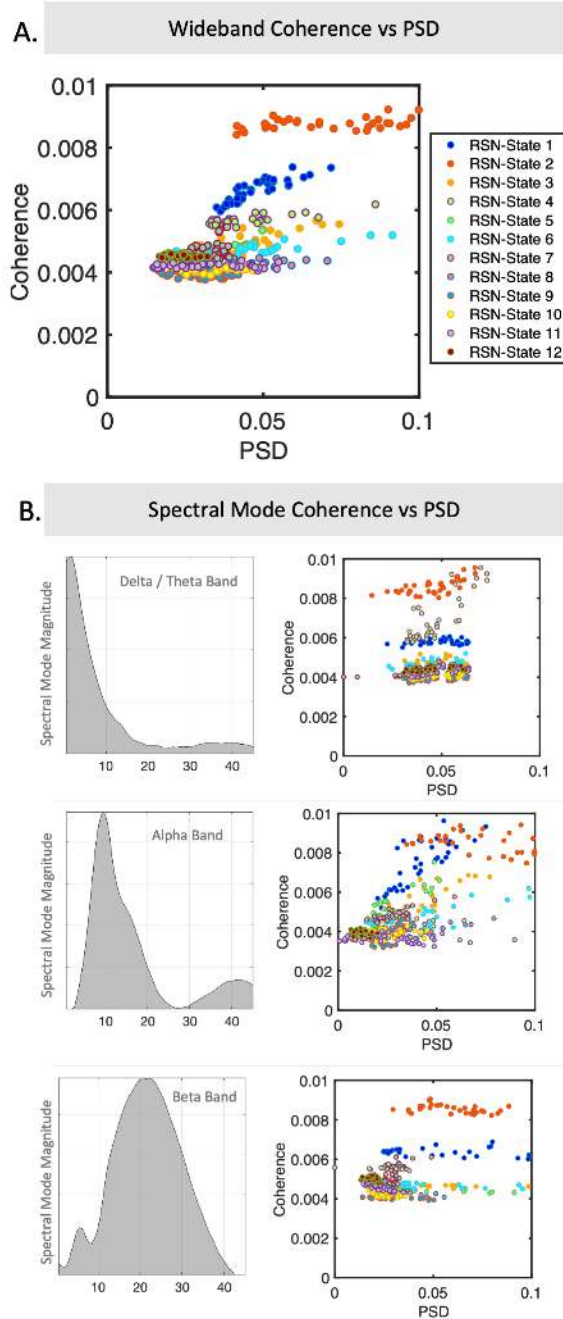 A.
Wideband Coherence vs PSD
0.01
0.008
0.006
0.004
0.002
0
Coherence
0
0.05
0.1
PSD
RSN-State 1
RSN-State 2
RSN-State 3
RSN-State 4
RSN-State 5
RSN-State 6
RSN-State 7
RSN-State 8
RSN-State 9
RSN-State 10
RSN-State 11
RSN-State 12
B.
Spectral Mode Coherence vs PSD
Spectral Mode Magnitude
Delta / Theta Band
10
20
30
40
0.01
0.008
0.006
0.004
0.002
0
Coherence
0
0.05
0.1
PSD
Spectral Mode Magnitude
Alpha Band
10
20
30
40
0.01
0.008
0.006
0.004
0.002
0
Coherence
0
0.05
0.1
PSD
Spectral Mode Magnitude
Beta Band
10
20
30
40
0.01
0.008
0.006
0.004
0.002
0
Coherence
0
0.05
0.1
PSD